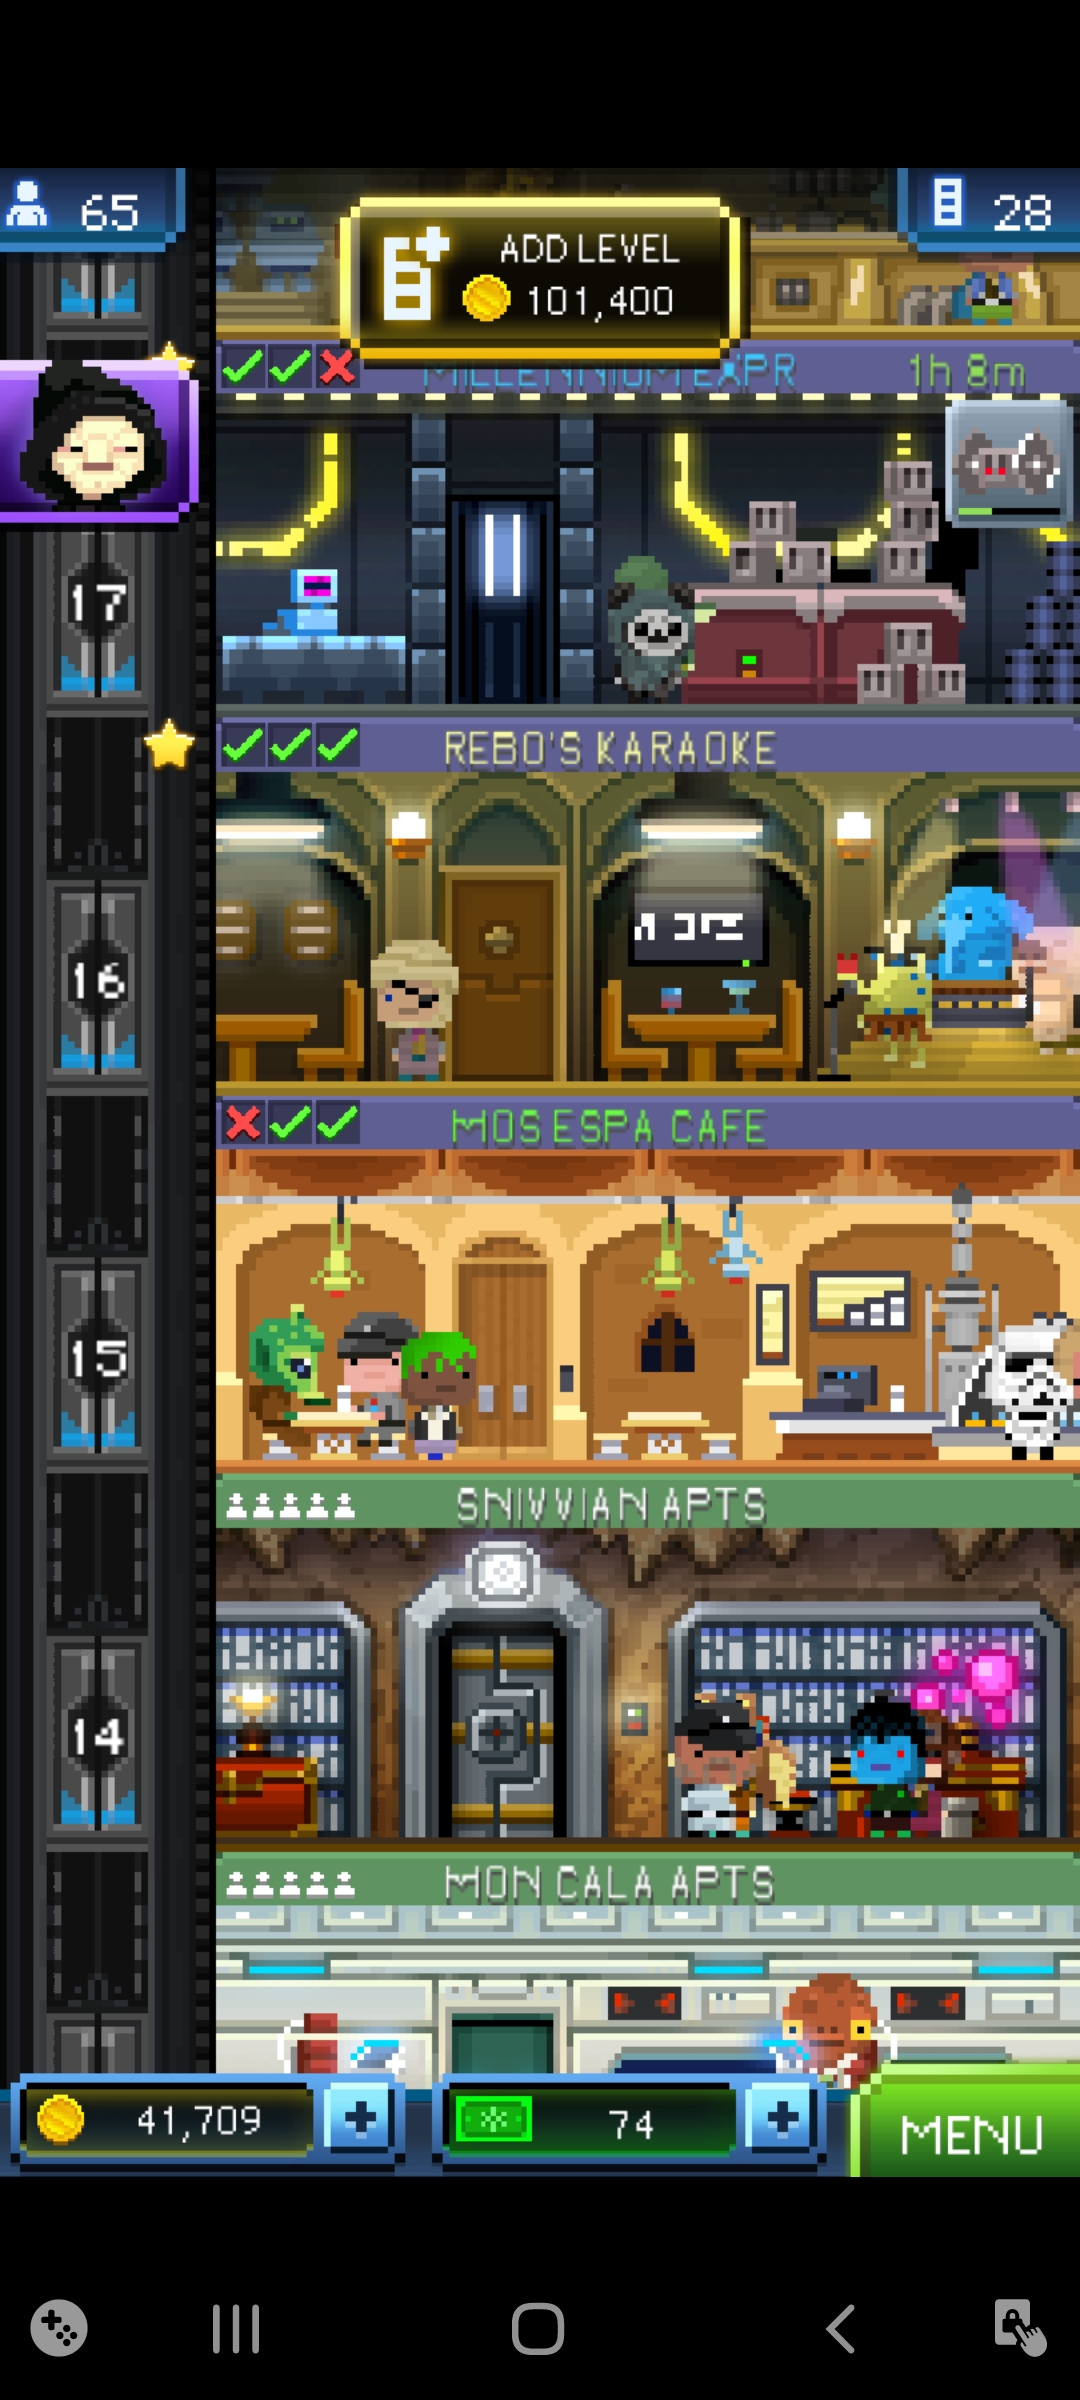 65
ADD LEVEL
101,400
28
MILLENNIUM EXPR
1h 8m
17
REBO'S KARAOKE
16
MOS ESPA CAFE
15
SNIVVIAN APTS
14
MON CALA APTS
41,709
74
MENU